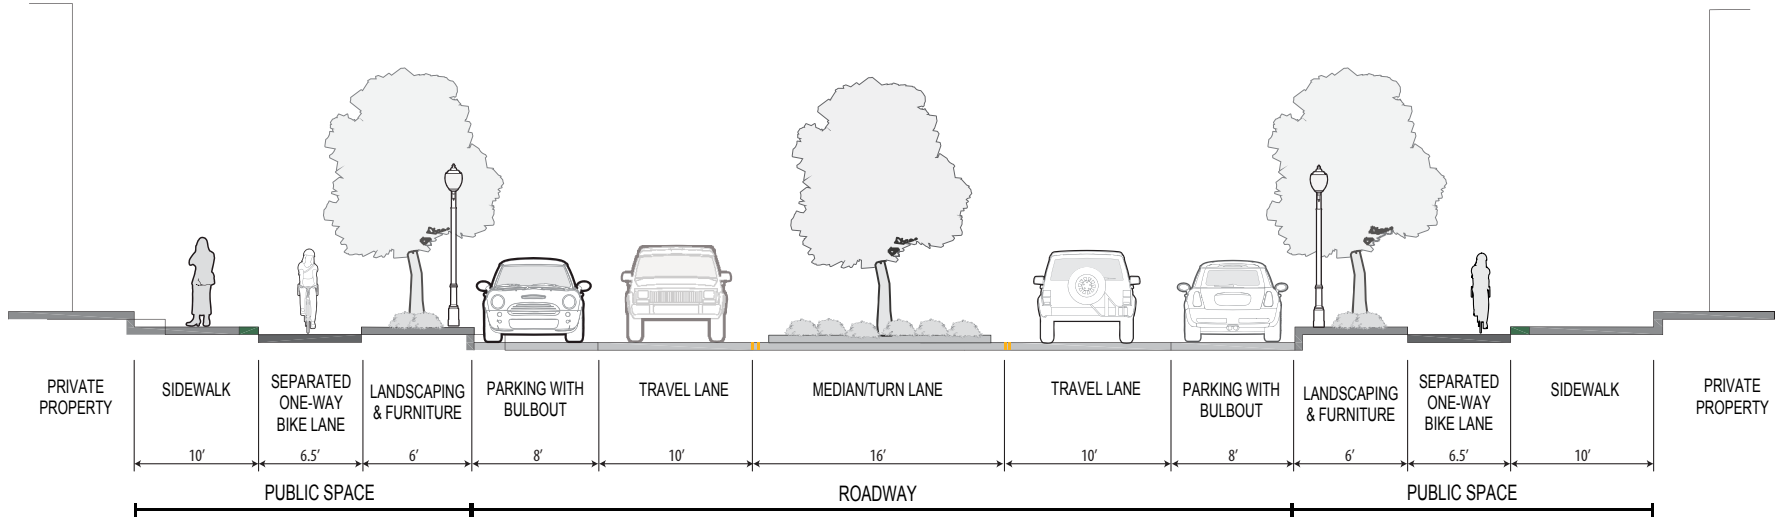 PRIVATE
PROPERTY
SIDEWALK
SEPARATED
ONE-WAY
BIKE LANE
LANDSCAPING
& FURNITURE
PARKING WITH
BULBOUT
TRAVEL LANE
MEDIAN/TURN LANE
TRAVEL LANE
PARKING WITH
BULBOUT
LANDSCAPING
& FURNITURE
SEPARATED
ONE-WAY
BIKE LANE
SIDEWALK
PRIVATE
PROPERTY
10’ 6.5’ 6’ 8’ 10’ 16’ 10’ 8’ 6’ 6.5’ 10’
PUBLIC SPACE ROADWAY PUBLIC SPACE